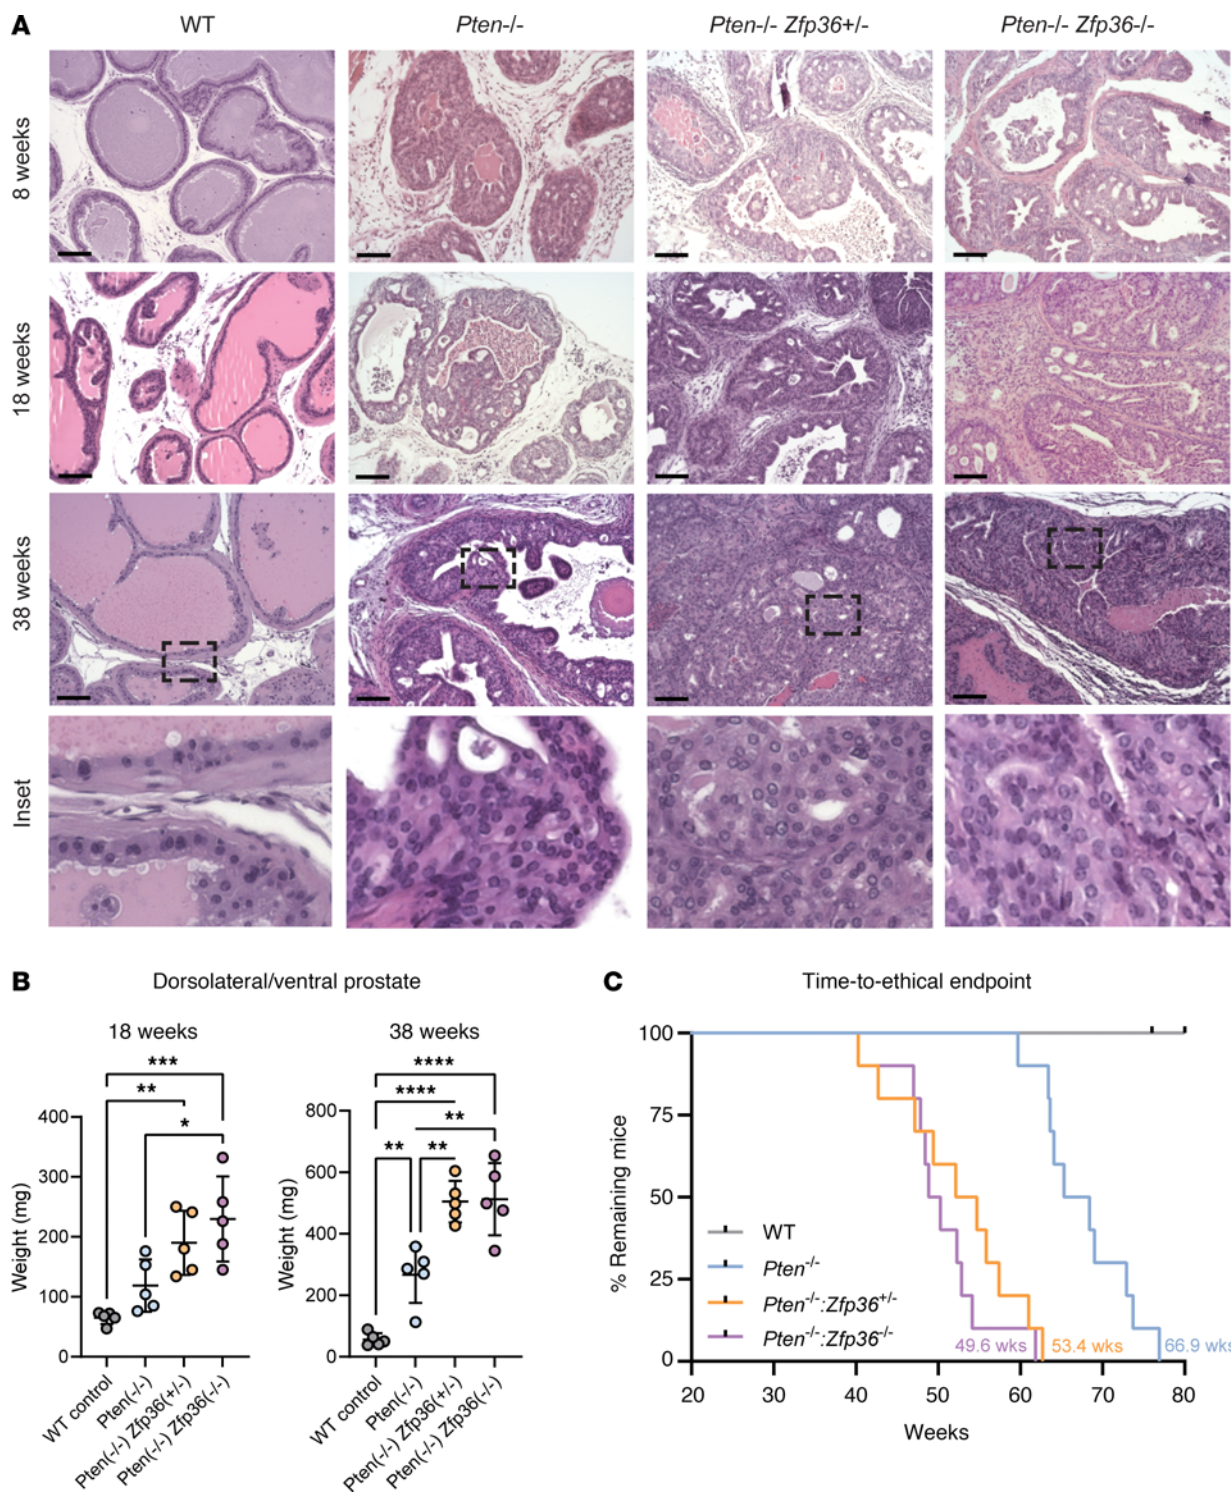 A
WT
Pten-/-
Pten-/- Zfp36+/-
Pten-/- Zfp36-/-
8 weeks
18 weeks
38 weeks
Inset
B
Dorsolateral/ventral prostate
18 weeks
***
**
*
400
300
200
100
0
Weight (mg)
WT control
Pten(-/-)
Pten(-/-) Zfp36(+/-)
Pten(-/-) Zfp36(-/-)
38 weeks
****
****
**
**
**
800
600
400
200
0
Weight (mg)
WT control
Pten(-/-)
Pten(-/-) Zfp36(+/-)
Pten(-/-) Zfp36(-/-)
C
Time-to-ethical endpoint
100
75
50
25
0
% Remaining mice
WT
Pten-/-
Pten-/-:Zfp36+/-
Pten-/-:Zfp36-/-
49.6 wks
53.4 wks
66.9 wks
20
30
40
50
60
70
80
Weeks